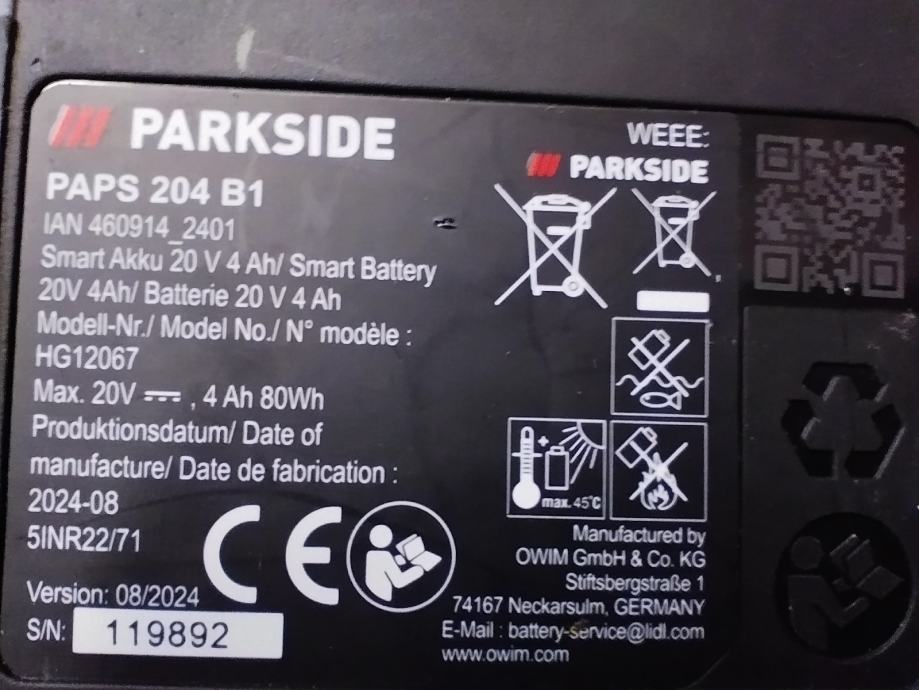 PARKSIDE
PAPS 204 B1
IAN 460914_2401
Smart Akku 20 V 4 Ah/ Smart Battery
20V 4Ah/ Batterie 20 V 4 Ah
Modell-Nr./ Model No./ N° modèle :
HG12067
Max. 20V ⎓ , 4 Ah 80Wh
Produktionsdatum/ Date of
manufacture/ Date de fabrication :
2024-08
5INR22/71
Version: 08/2024
S/N: 119892
CE
WEEE:
PARKSIDE
+
max. 45°C
Manufactured by
OWIM GmbH & Co. KG
Stiftsbergstraße 1
74167 Neckarsulm, GERMANY
E-Mail : battery-service@lidl.com
www.owim.com